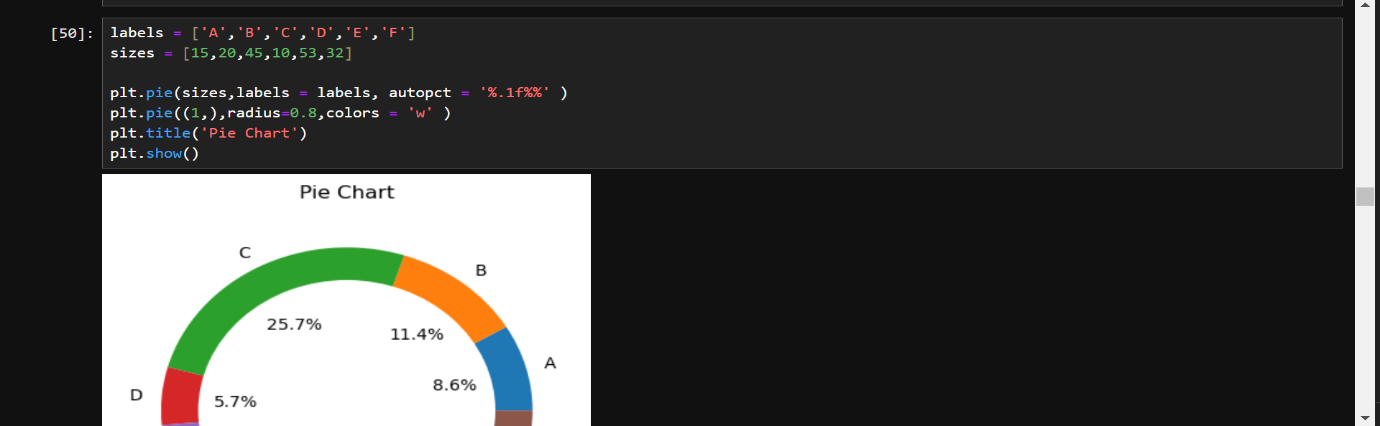 [50]: labels = ['A','B','C','D','E','F']
sizes = [15,20,45,10,53,32]
plt.pie(sizes,labels = labels, autopct = '%.1f%%' )
plt.pie((1,),radius=0.8,colors = 'w' )
plt.title('Pie Chart')
plt.show()
Pie Chart
C
B
25.7%
11.4%
A
8.6%
D
5.7%